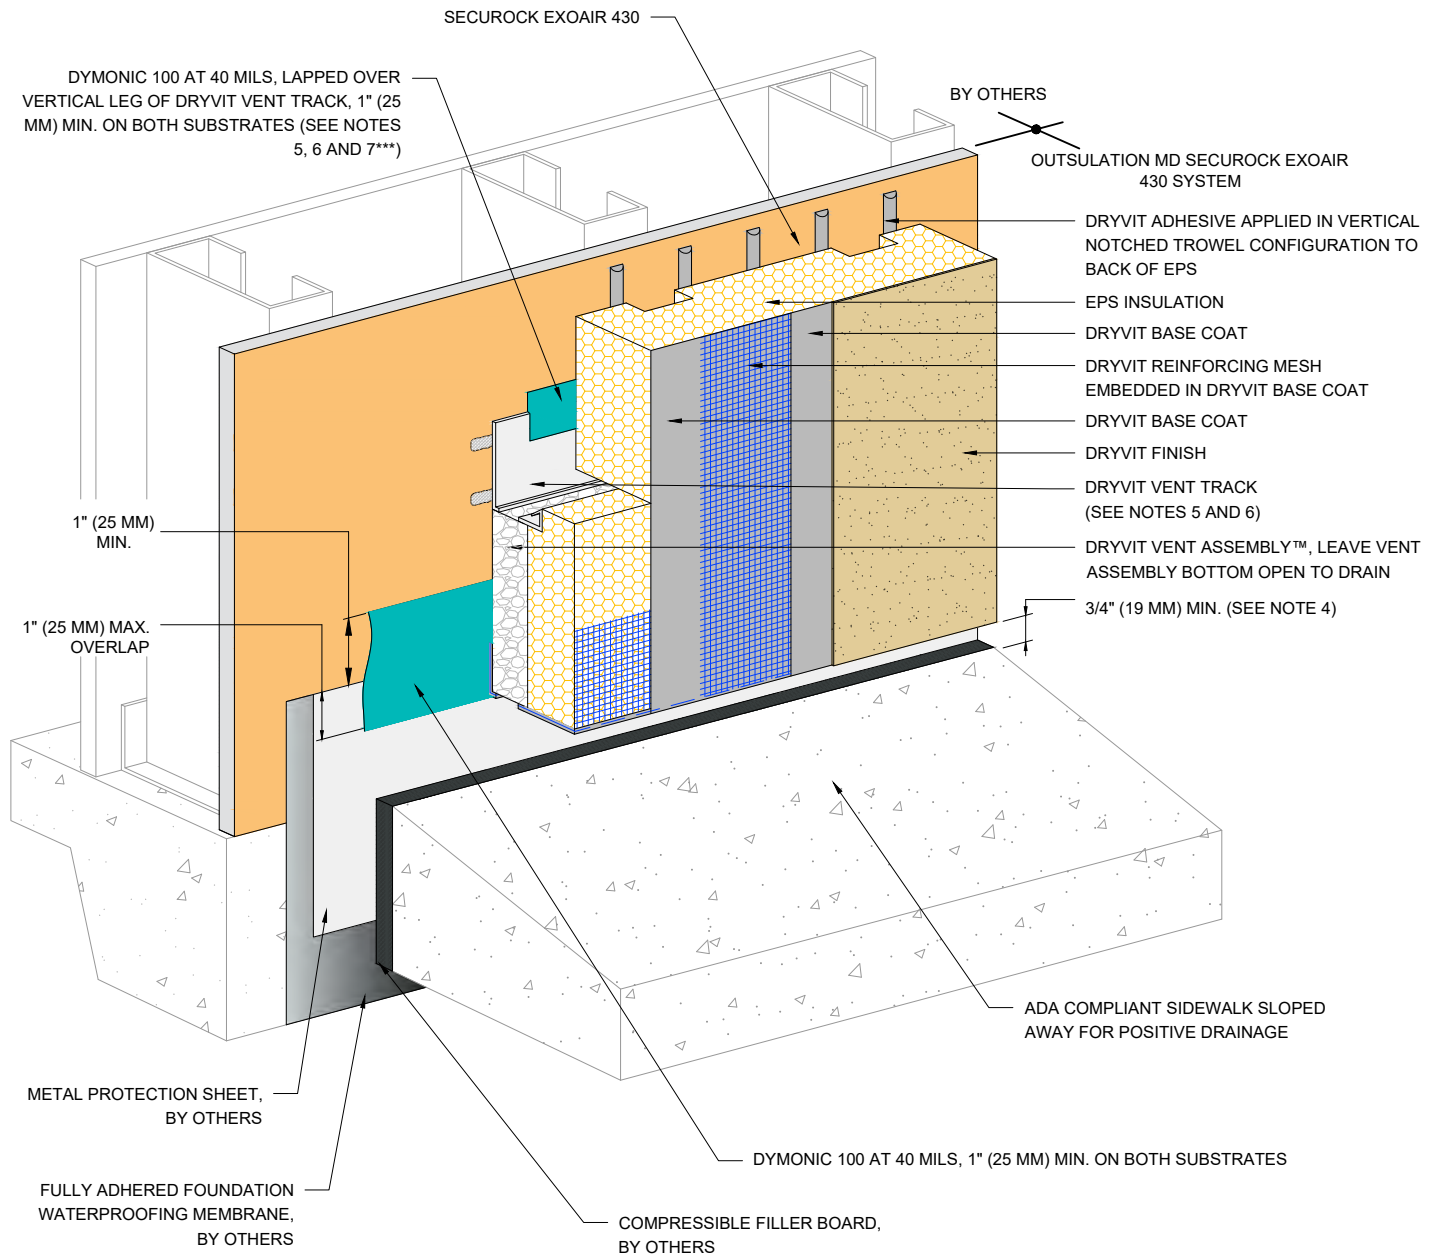 SECUROCK EXOAIR 430
DYMONIC 100 AT 40 MILS, LAPPED OVER
VERTICAL LEG OF DRYVIT VENT TRACK, 1" (25
MM) MIN. ON BOTH SUBSTRATES (SEE NOTES
5, 6 AND 7***)
BY OTHERS
OUTSULATION MD SECUROCK EXOAIR
430 SYSTEM
DRYVIT ADHESIVE APPLIED IN VERTICAL
NOTCHED TROWEL CONFIGURATION TO
BACK OF EPS
EPS INSULATION
DRYVIT BASE COAT
DRYVIT REINFORCING MESH
EMBEDDED IN DRYVIT BASE COAT
DRYVIT BASE COAT
DRYVIT FINISH
DRYVIT VENT TRACK
(SEE NOTES 5 AND 6)
DRYVIT VENT ASSEMBLY™, LEAVE VENT
ASSEMBLY BOTTOM OPEN TO DRAIN
3/4" (19 MM) MIN. (SEE NOTE 4)
1" (25 MM)
MIN.
1" (25 MM) MAX.
OVERLAP
ADA COMPLIANT SIDEWALK SLOPED
AWAY FOR POSITIVE DRAINAGE
METAL PROTECTION SHEET,
BY OTHERS
DYMONIC 100 AT 40 MILS, 1" (25 MM) MIN. ON BOTH SUBSTRATES
FULLY ADHERED FOUNDATION
WATERPROOFING MEMBRANE,
BY OTHERS
COMPRESSIBLE FILLER BOARD,
BY OTHERS